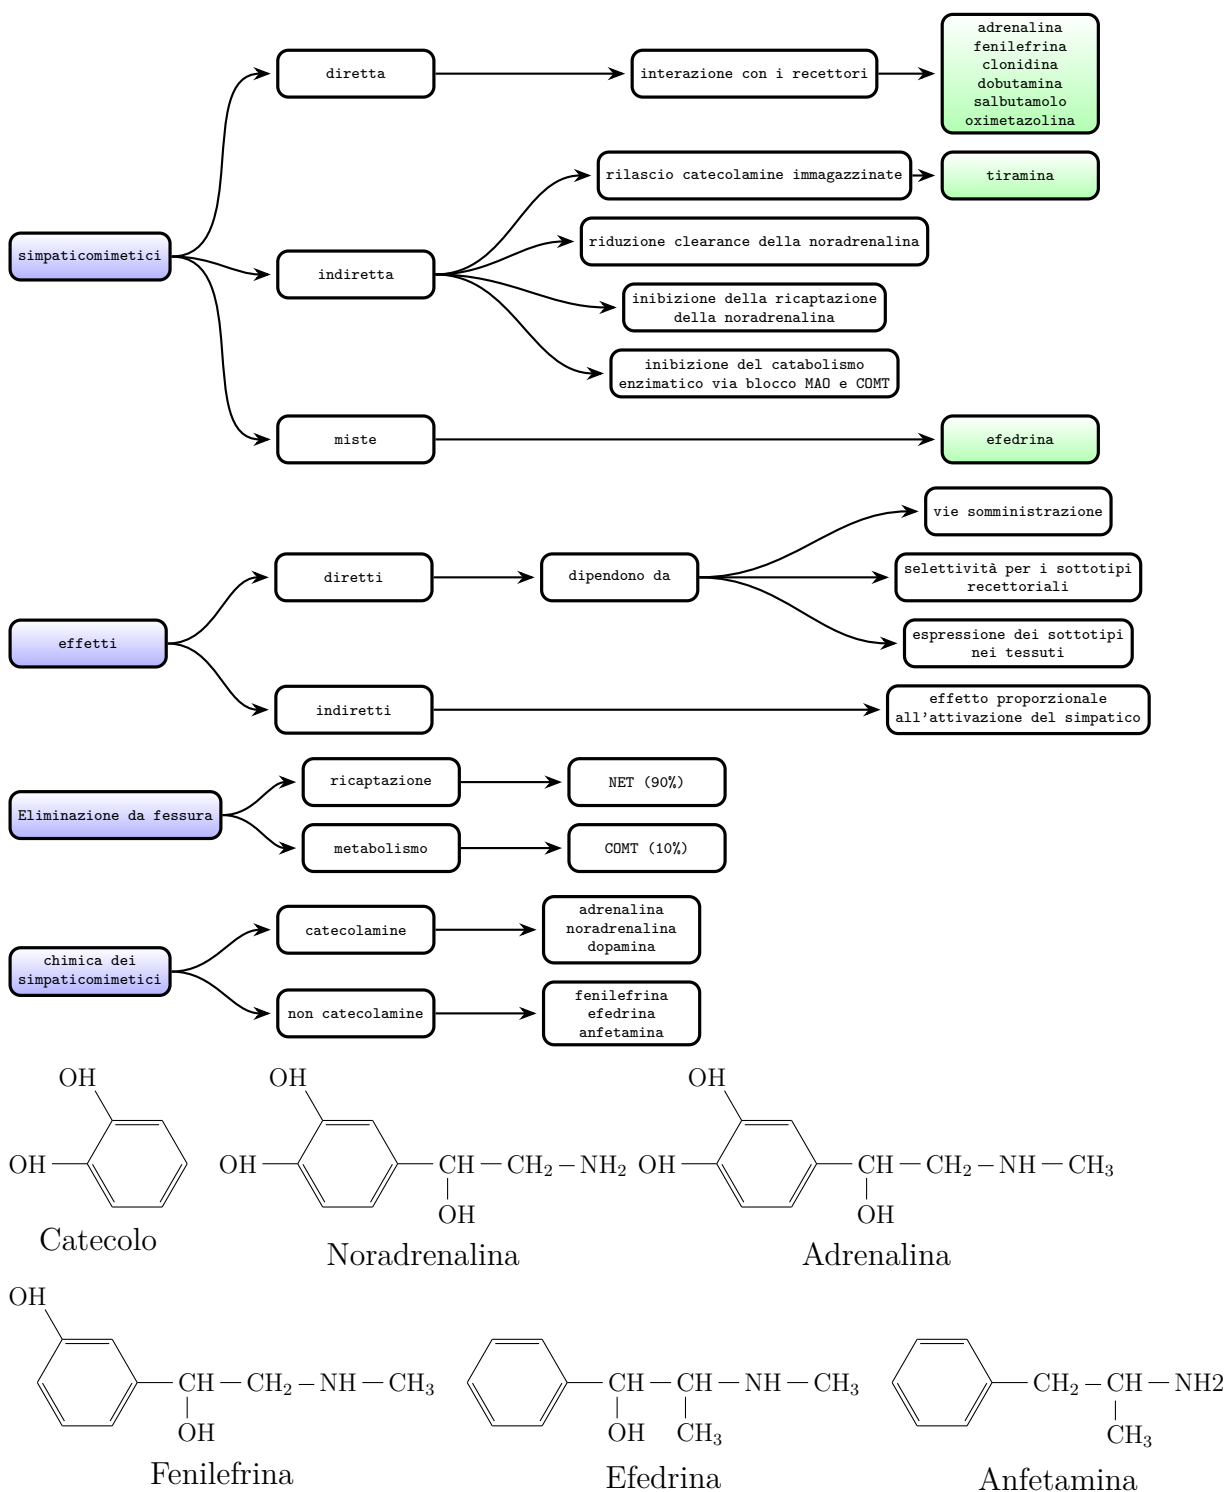 simpaticomimetici
diretta
interazione con i recettori
adrenalina
fenilefrina
clonidina
dobutamina
salbutamolo
oximetazolina
indiretta
rilascio catecolamine immagazzinate
tiramina
riduzione clearance della noradrenalina
inibizione della ricaptazione
della noradrenalina
inibizione del catabolismo
enzimatico via blocco MAO e COMT
miste
efedrina
effetti
diretti
dipendono da
vie somministrazione
selettività per i sottotipi
recettoriali
espressione dei sottotipi
nei tessuti
indiretti
effetto proporzionale
all'attivazione del simpatico
Eliminazione da fessura
ricaptazione
NET (90%)
metabolismo
COMT (10%)
chimica dei
simpaticomimetici
catecolamine
adrenalina
noradrenalina
dopamina
non catecolamine
fenilefrina
efedrina
anfetamina
OH
OH
Catecolo
OH
OH
CH
CH₂
NH₂
OH
Noradrenalina
OH
OH
CH
CH₂
NH
CH₃
OH
Adrenalina
OH
CH
CH₂
NH
CH₃
OH
Fenilefrina
CH
CH
NH
CH₃
OH
CH₃
Efedrina
CH₂
CH
NH2
CH₃
Anfetamina